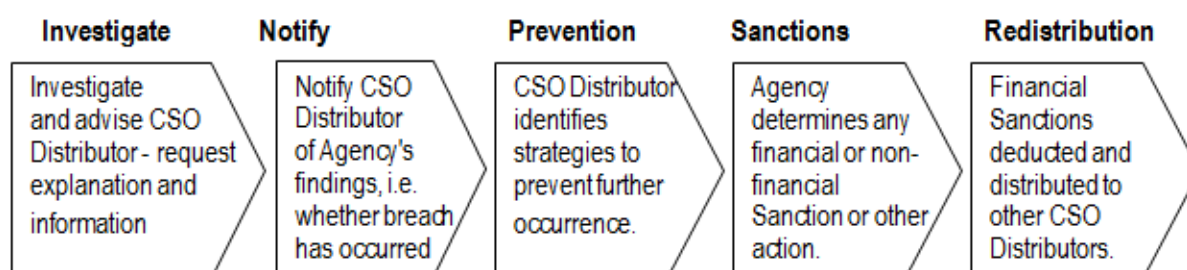 Investigate
Investigate
and advise CSO
Distributor - request
explanation and
information
Notify
Notify CSO
Distributor
of Agency's
findings, i.e.
whether breach
has occurred
Prevention
CSO Distributor
identifies
strategies to
prevent further
occurrence.
Sanctions
Agency
determines any
financial or non-
financial
Sanction or other
action.
Redistribution
Financial
Sanctions
deducted and
distributed to
other CSO
Distributors.